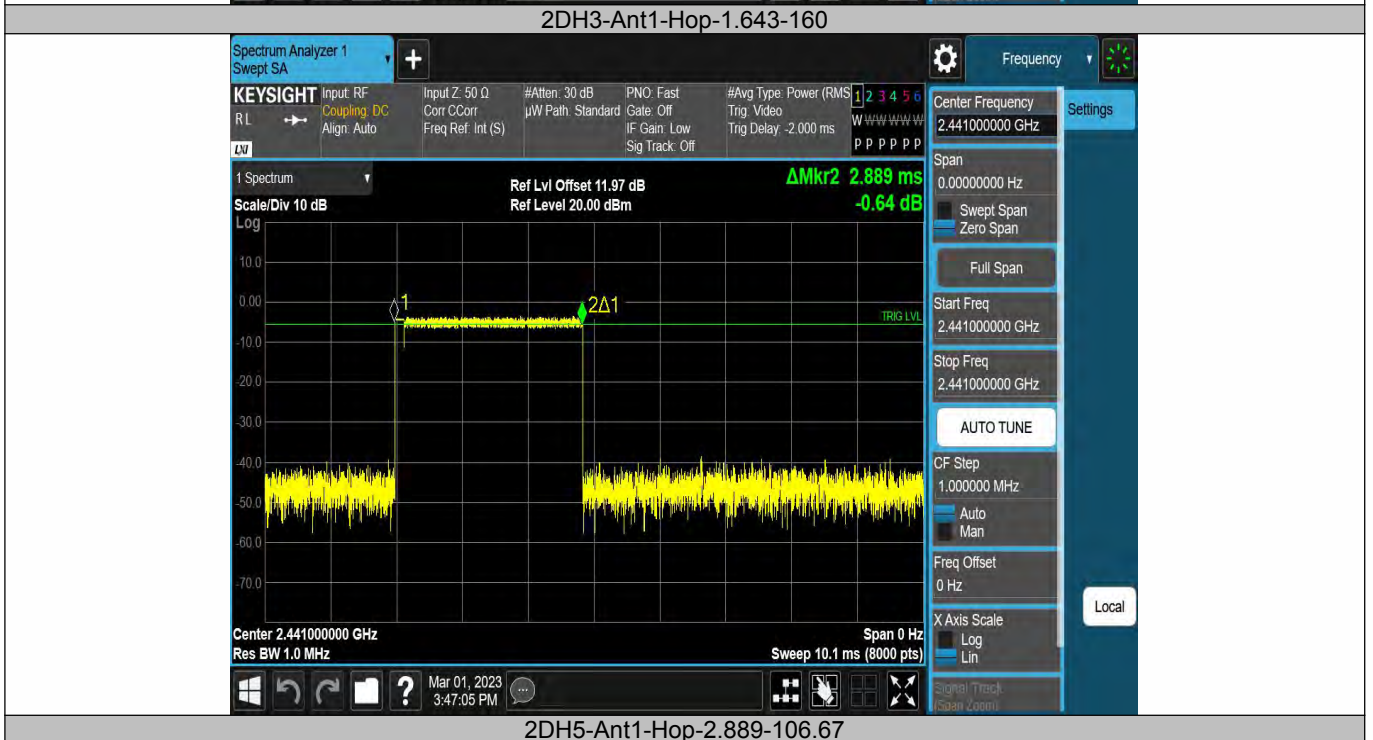 2DH3-Ant1-Hop-1.643-160
Spectrum Analyzer 1
Swept SA
+
Frequency
KEYSIGHT
RL
LXI
Input: RF
Coupling: DC
Align: Auto
Input Z: 50 Ω
Corr CCorr
Freq Ref: Int (S)
#Atten: 30 dB
µW Path: Standard
PNO: Fast
Gate: Off
IF Gain: Low
Sig Track: Off
#Avg Type: Power (RMS
Trig: Video
Trig Delay: -2.000 ms
1 2 3 4 5 6
W W W W W W
P P P P P P
Center Frequency
2.441000000 GHz
Settings
1 Spectrum
Scale/Div 10 dB
Log
Ref Lvl Offset 11.97 dB
Ref Level 20.00 dBm
ΔMkr2 2.889 ms
-0.64 dB
Span
0.00000000 Hz
Swept Span
Zero Span
Full Span
10.0
0.00
-10.0
-20.0
-30.0
-40.0
-50.0
-60.0
-70.0
1
2Δ1
TRIG LVL
Start Freq
2.441000000 GHz
Stop Freq
2.441000000 GHz
AUTO TUNE
CF Step
1.000000 MHz
Auto
Man
Freq Offset
0 Hz
X Axis Scale
Log
Lin
Signal Track
(Span Zoom)
Local
Center 2.441000000 GHz
Res BW 1.0 MHz
Span 0 Hz
Sweep 10.1 ms (8000 pts)
?
Mar 01, 2023
3:47:05 PM
2DH5-Ant1-Hop-2.889-106.67